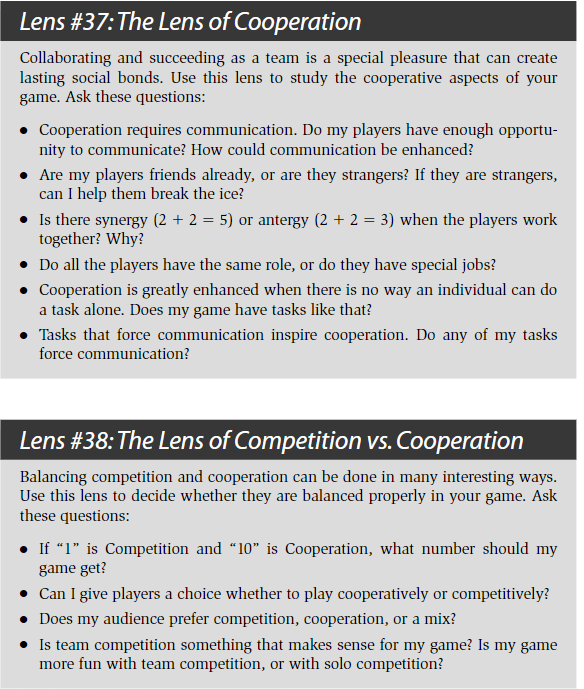 Lens #37: The Lens of Cooperation
Collaborating and succeeding as a team is a special pleasure that can create
lasting social bonds. Use this lens to study the cooperative aspects of your
game. Ask these questions:
● Cooperation requires communication. Do my players have enough opportu-
nity to communicate? How could communication be enhanced?
● Are my players friends already, or are they strangers? If they are strangers,
can I help them break the ice?
● Is there synergy (2 + 2 = 5) or antergy (2 + 2 = 3) when the players work
together? Why?
● Do all the players have the same role, or do they have special jobs?
● Cooperation is greatly enhanced when there is no way an individual can do
a task alone. Does my game have tasks like that?
● Tasks that force communication inspire cooperation. Do any of my tasks
force communication?
Lens #38: The Lens of Competition vs. Cooperation
Balancing competition and cooperation can be done in many interesting ways.
Use this lens to decide whether they are balanced properly in your game. Ask
these questions:
● If “1” is Competition and “10” is Cooperation, what number should my
game get?
● Can I give players a choice whether to play cooperatively or competitively?
● Does my audience prefer competition, cooperation, or a mix?
● Is team competition something that makes sense for my game? Is my game
more fun with team competition, or with solo competition?